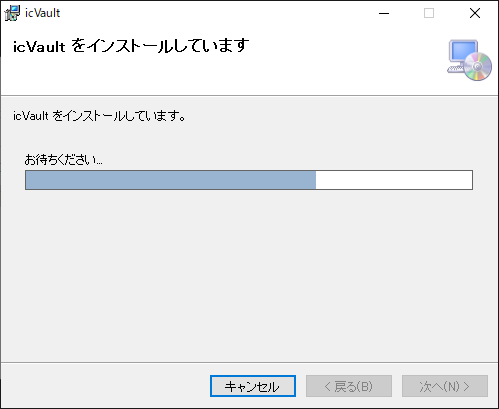 icVault
icVault をインストールしています
icVault をインストールしています。
お待ちください...
キャンセル
< 戻る(B)
次へ(N) >